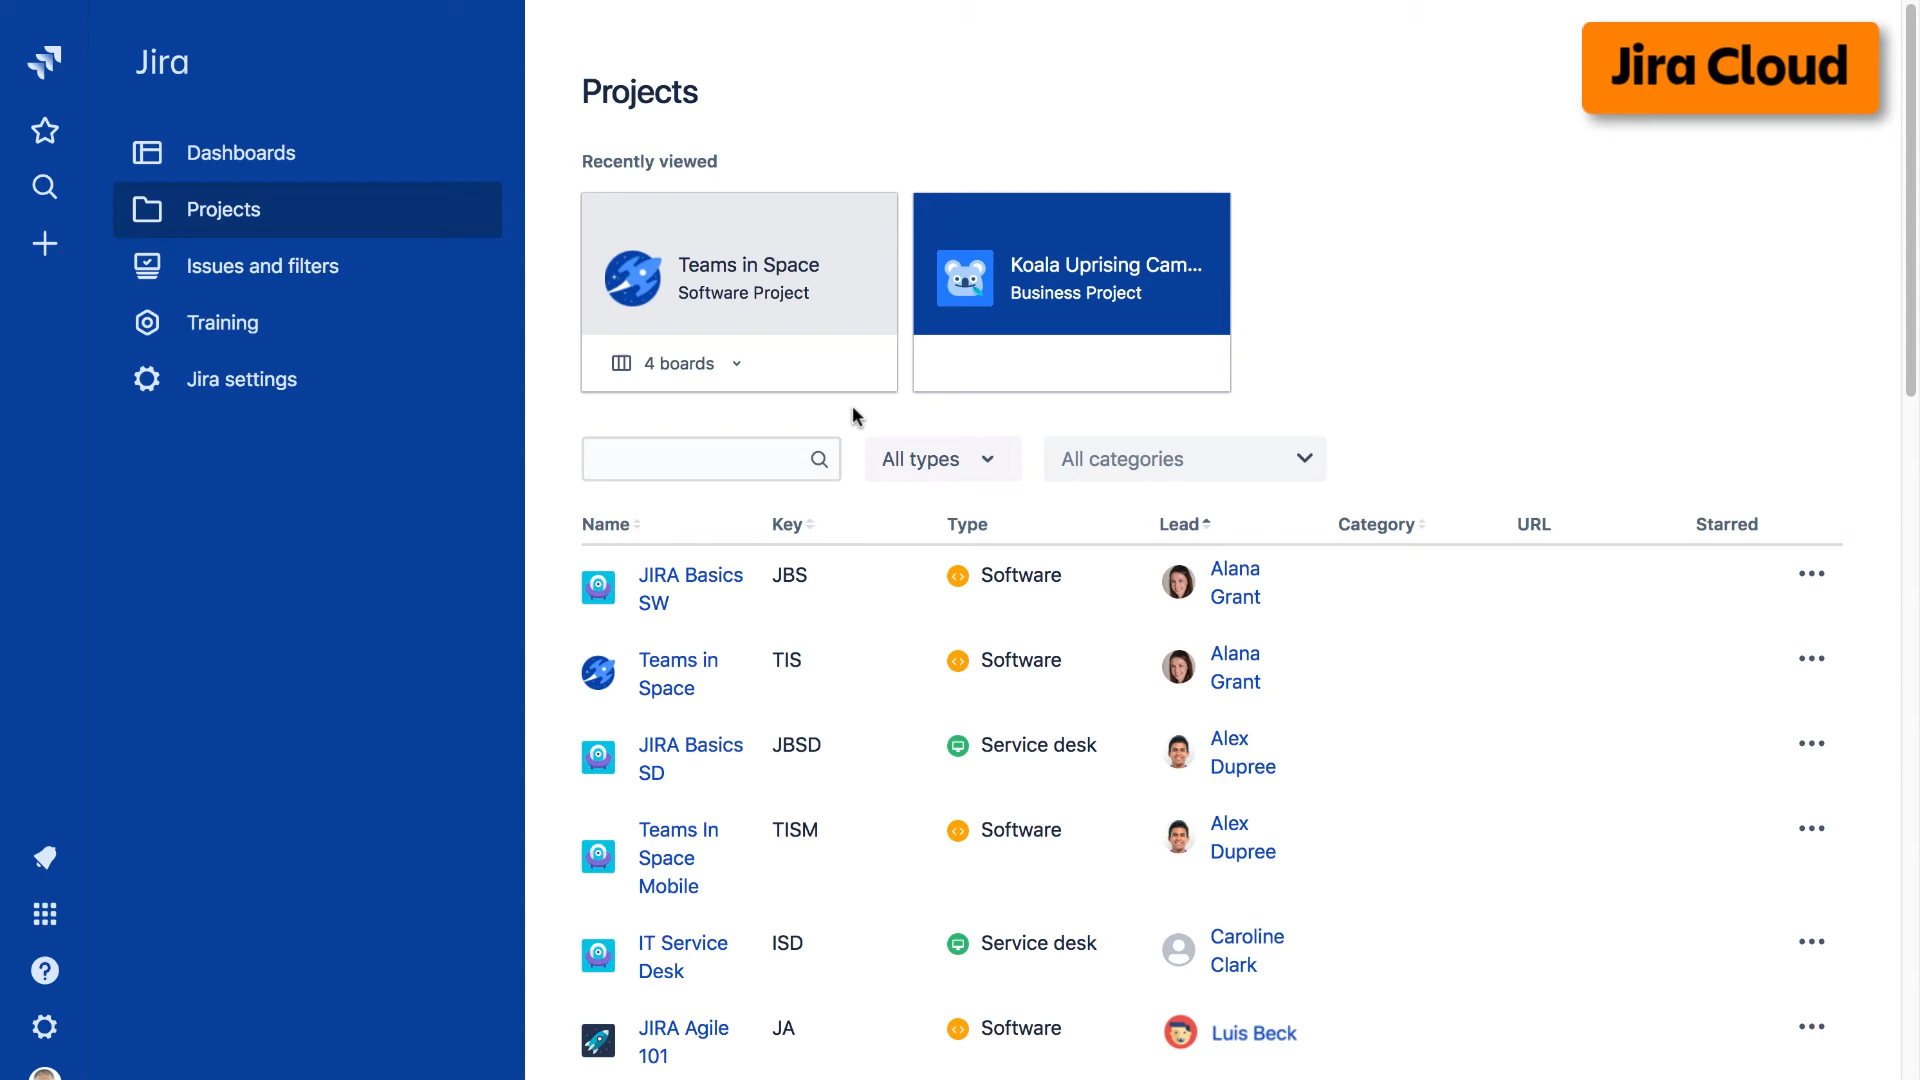 Jira
Dashboards
Projects
Issues and filters
Training
Jira settings
Jira Cloud
Projects
Recently viewed
Teams in Space
Software Project
4 boards
Koala Uprising Cam...
Business Project
All types
All categories
Name Key Type Lead Category URL Starred
JIRA Basics JBS Software Alana
SW Grant
Teams in TIS Software Alana
Space Grant
JIRA Basics JBSD Service desk Alex
SD Dupree
Teams In TISM Software Alex
Space Dupree
Mobile
IT Service ISD Service desk Caroline
Desk Clark
JIRA Agile JA Software Luis Beck
101